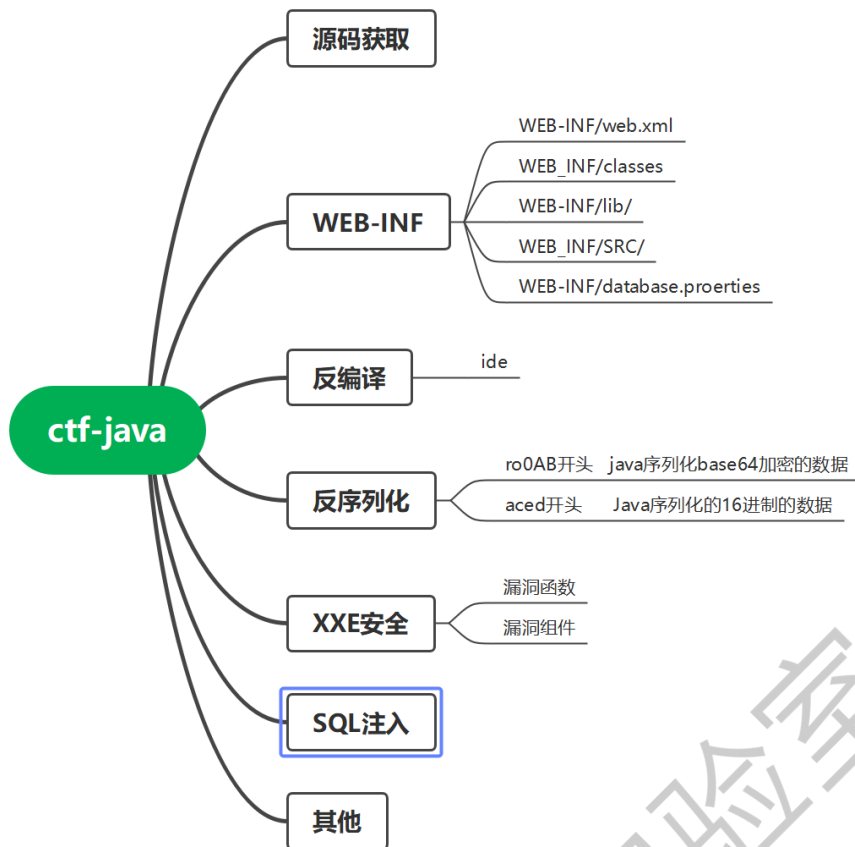 源码获取
WEB-INF
WEB-INF/web.xml
WEB_INF/classes
WEB-INF/lib/
WEB_INF/SRC/
WEB-INF/database.proerties
反编译
ide
ctf-java
反序列化
ro0AB开头 java序列化base64加密的数据
aced开头 Java序列化的16进制的数据
XXE安全
漏洞函数
漏洞组件
SQL注入
其他
验室